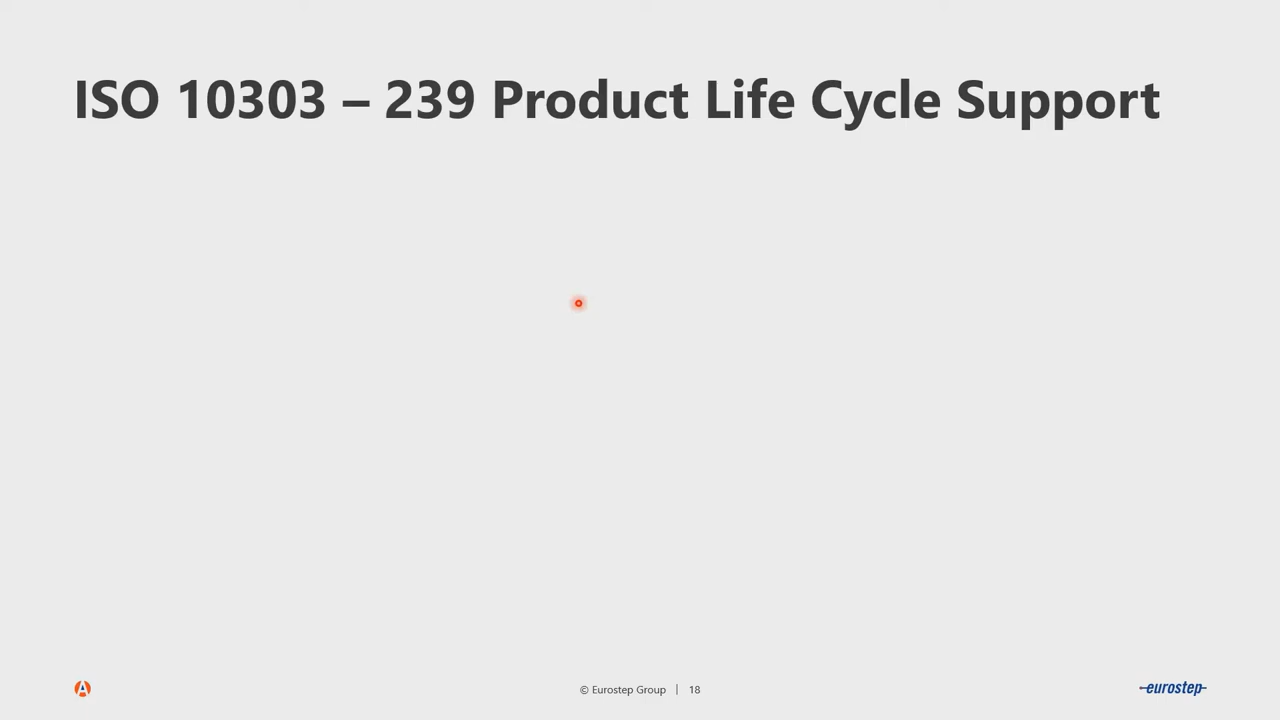 ISO 10303 – 239 Product Life Cycle Support
© Eurostep Group | 18
eurostep